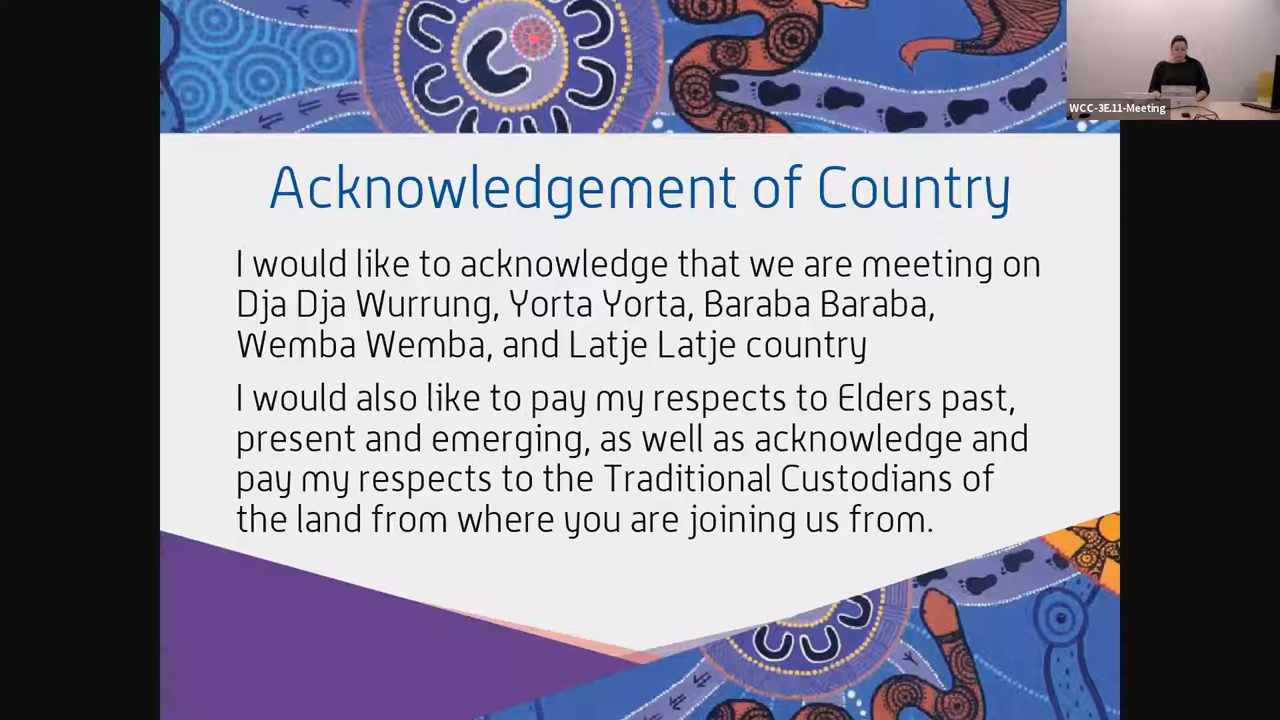 WCC-3E.11-Meeting
Acknowledgement of Country
I would like to acknowledge that we are meeting on
Dja Dja Wurrung, Yorta Yorta, Baraba Baraba,
Wemba Wemba, and Latje Latje country
I would also like to pay my respects to Elders past,
present and emerging, as well as acknowledge and
pay my respects to the Traditional Custodians of
the land from where you are joining us from.